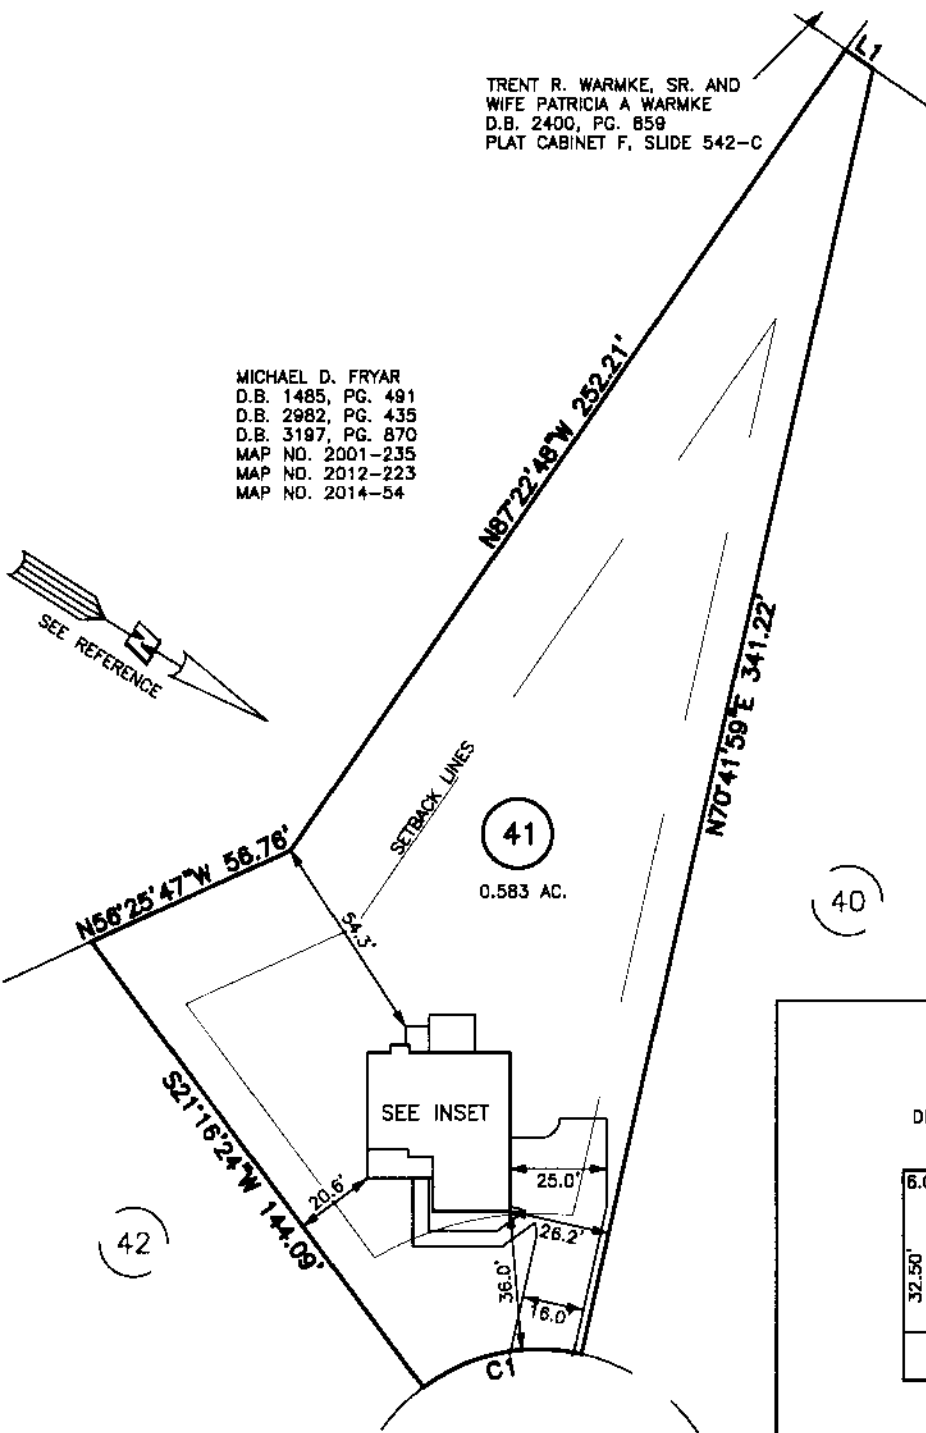 L1
TRENT R. WARMKE, SR. AND
WIFE PATRICIA A WARMKE
D.B. 2400, PG. 859
PLAT CABINET F, SLIDE 542-C
N87°22'48"W 252.21'
MICHAEL D. FRYAR
D.B. 1485, PG. 491
D.B. 2982, PG. 435
D.B. 3197, PG. 870
MAP NO. 2001-235
MAP NO. 2012-223
MAP NO. 2014-54
N
SEE REFERENCE
N70°41'59"E 341.22'
SETBACK LINES
41
0.583 AC.
N56°25'47"W 56.76'
40
54.3'
SEE INSET
S21°16'24"W 144.09'
20.6'
25.0'
26.2'
42
36.0'
16.0'
C1
32.50'